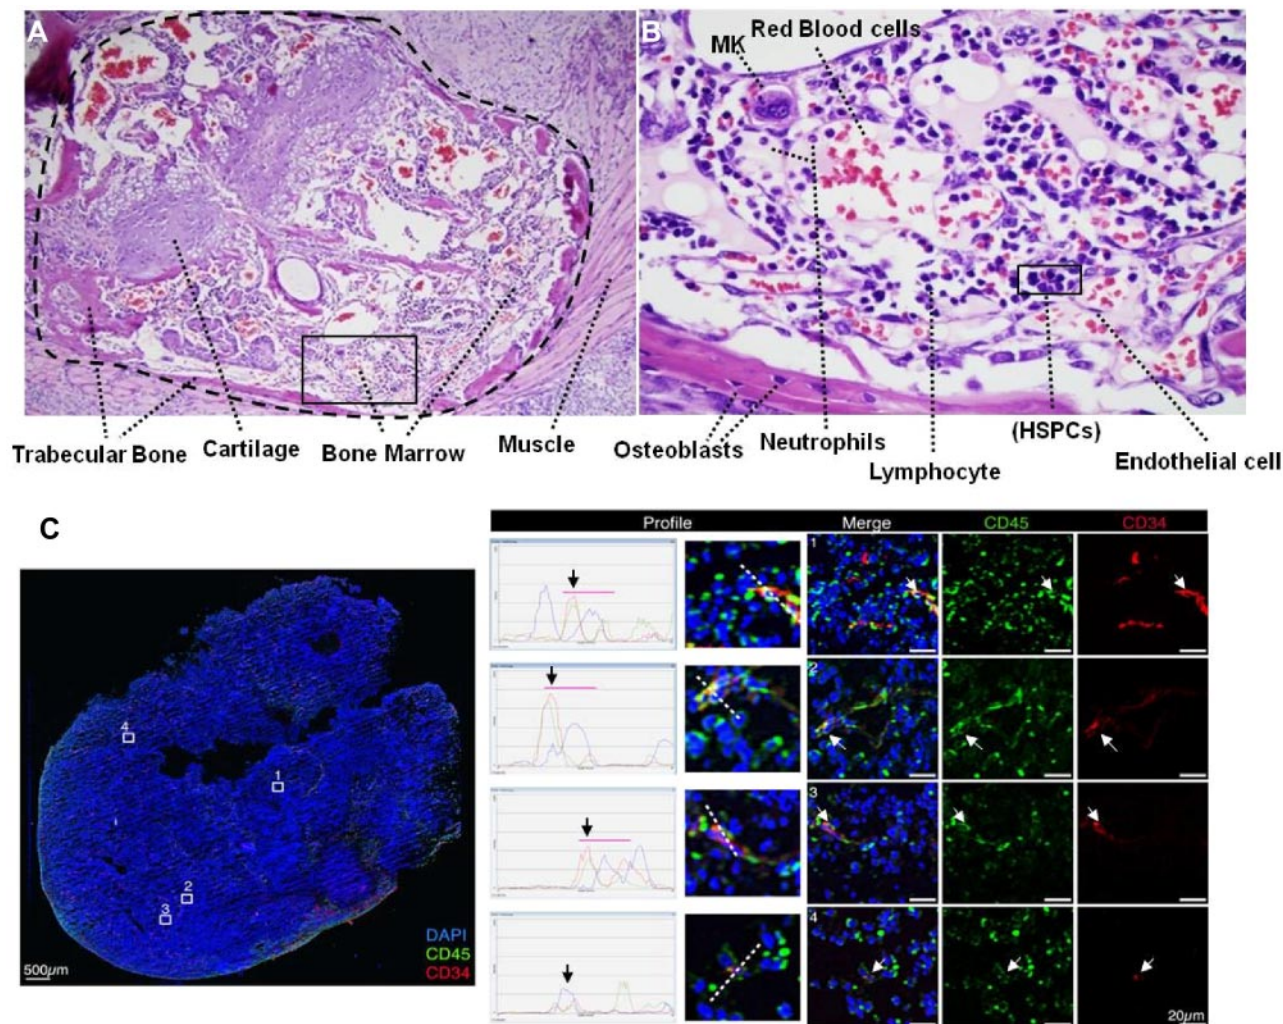 A
B
MK
Red Blood cells
Trabecular Bone
Cartilage
Bone Marrow
Muscle
Osteoblasts
Neutrophils
Lymphocyte
(HSPCs)
Endothelial cell
C
Profile
Merge
CD45
CD34
1
2
3
4
4
1
2
3
DAPI
CD45
CD34
500µm
20µm